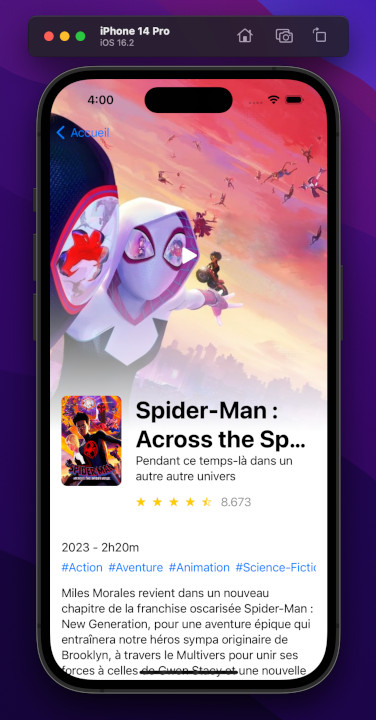 iPhone 14 Pro
iOS 16.2
4:00
Accueil
Spider-Man :
Across the Sp...
Pendant ce temps-là dans un
autre autre univers
8.673
2023 - 2h20m
#Action #Aventure #Animation #Science-Fictio
Miles Morales revient dans un nouveau
chapitre de la franchise oscarisée Spider-Man :
New Generation, pour une aventure épique qui
entraînera notre héros sympa originaire de
Brooklyn, à travers le Multivers pour unir ses
forces à celles de Gwen Stacy et une nouvelle